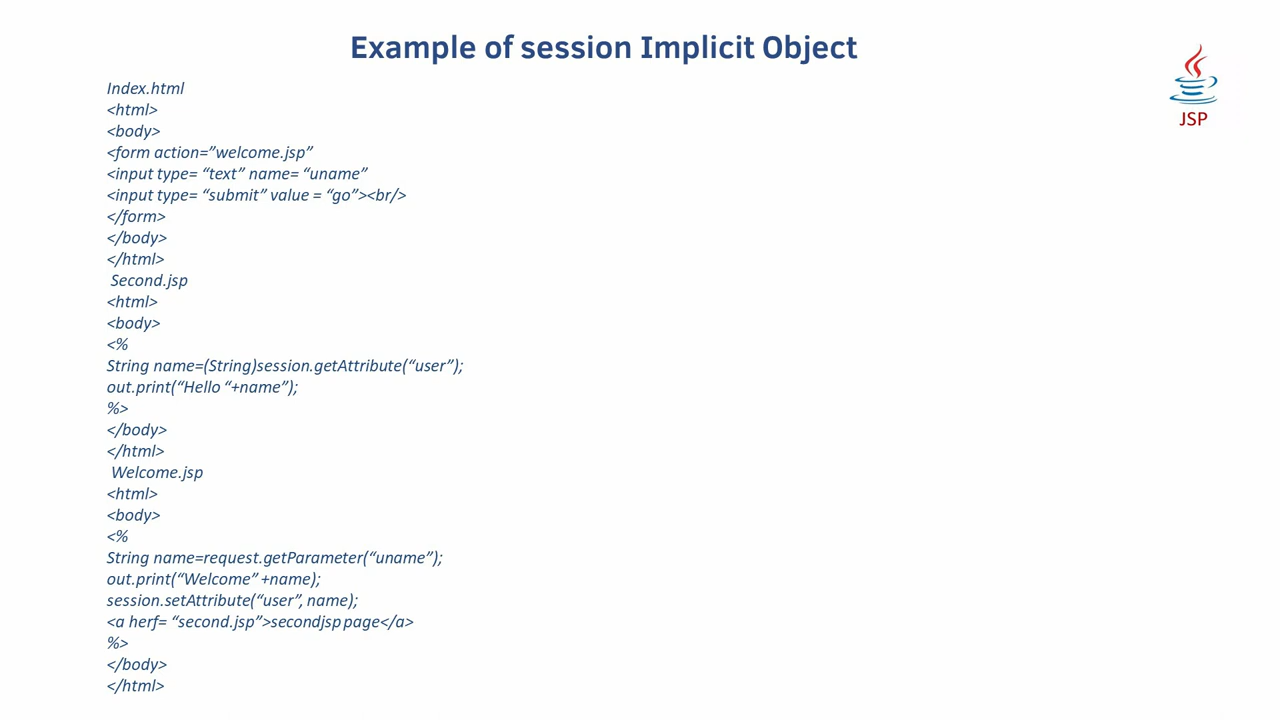 Example of session Implicit Object
JSP
Index.html
<html>
<body>
<form action=”welcome.jsp”
<input type= “text” name= “uname”
<input type= “submit” value = “go”><br/>
</form>
</body>
</html>
Second.jsp
<html>
<body>
<%
String name=(String)session.getAttribute(“user”);
out.print(“Hello “+name”);
%>
</body>
</html>
Welcome.jsp
<html>
<body>
<%
String name=request.getParameter(“uname”);
out.print(“Welcome” +name);
session.setAttribute(“user”, name);
<a herf= “second.jsp”>secondjsp page</a>
%>
</body>
</html>